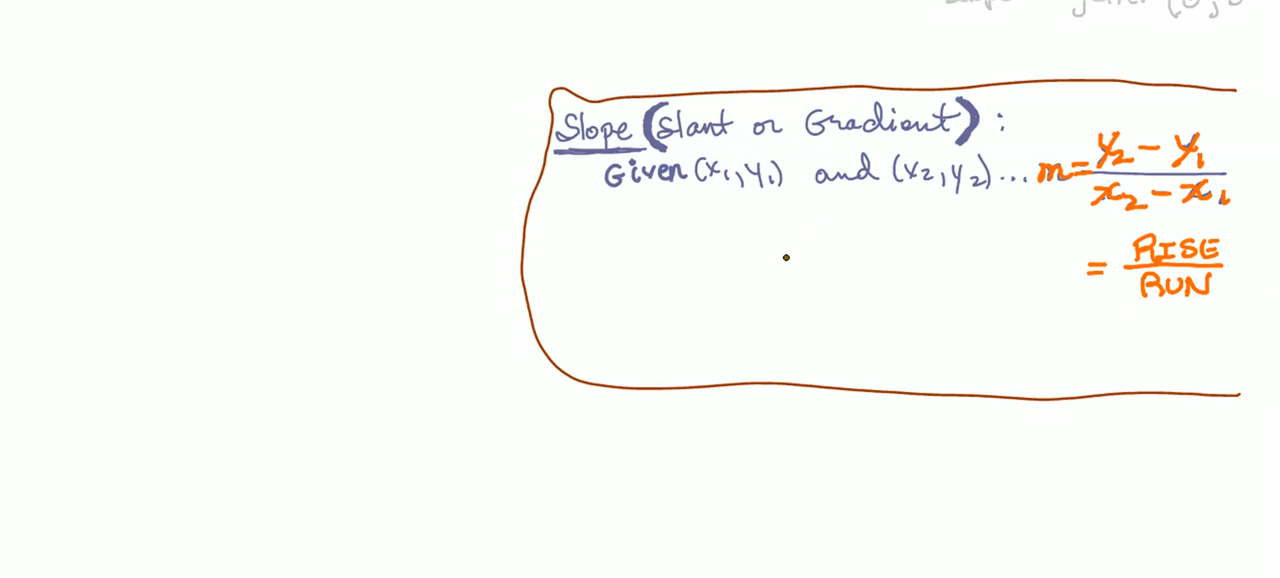 Slope (Slant or Gradient) :
Given (x₁, y₁) and (x₂, y₂) ... m = y₂ - y₁ / x₂ - x₁
= RISE / RUN